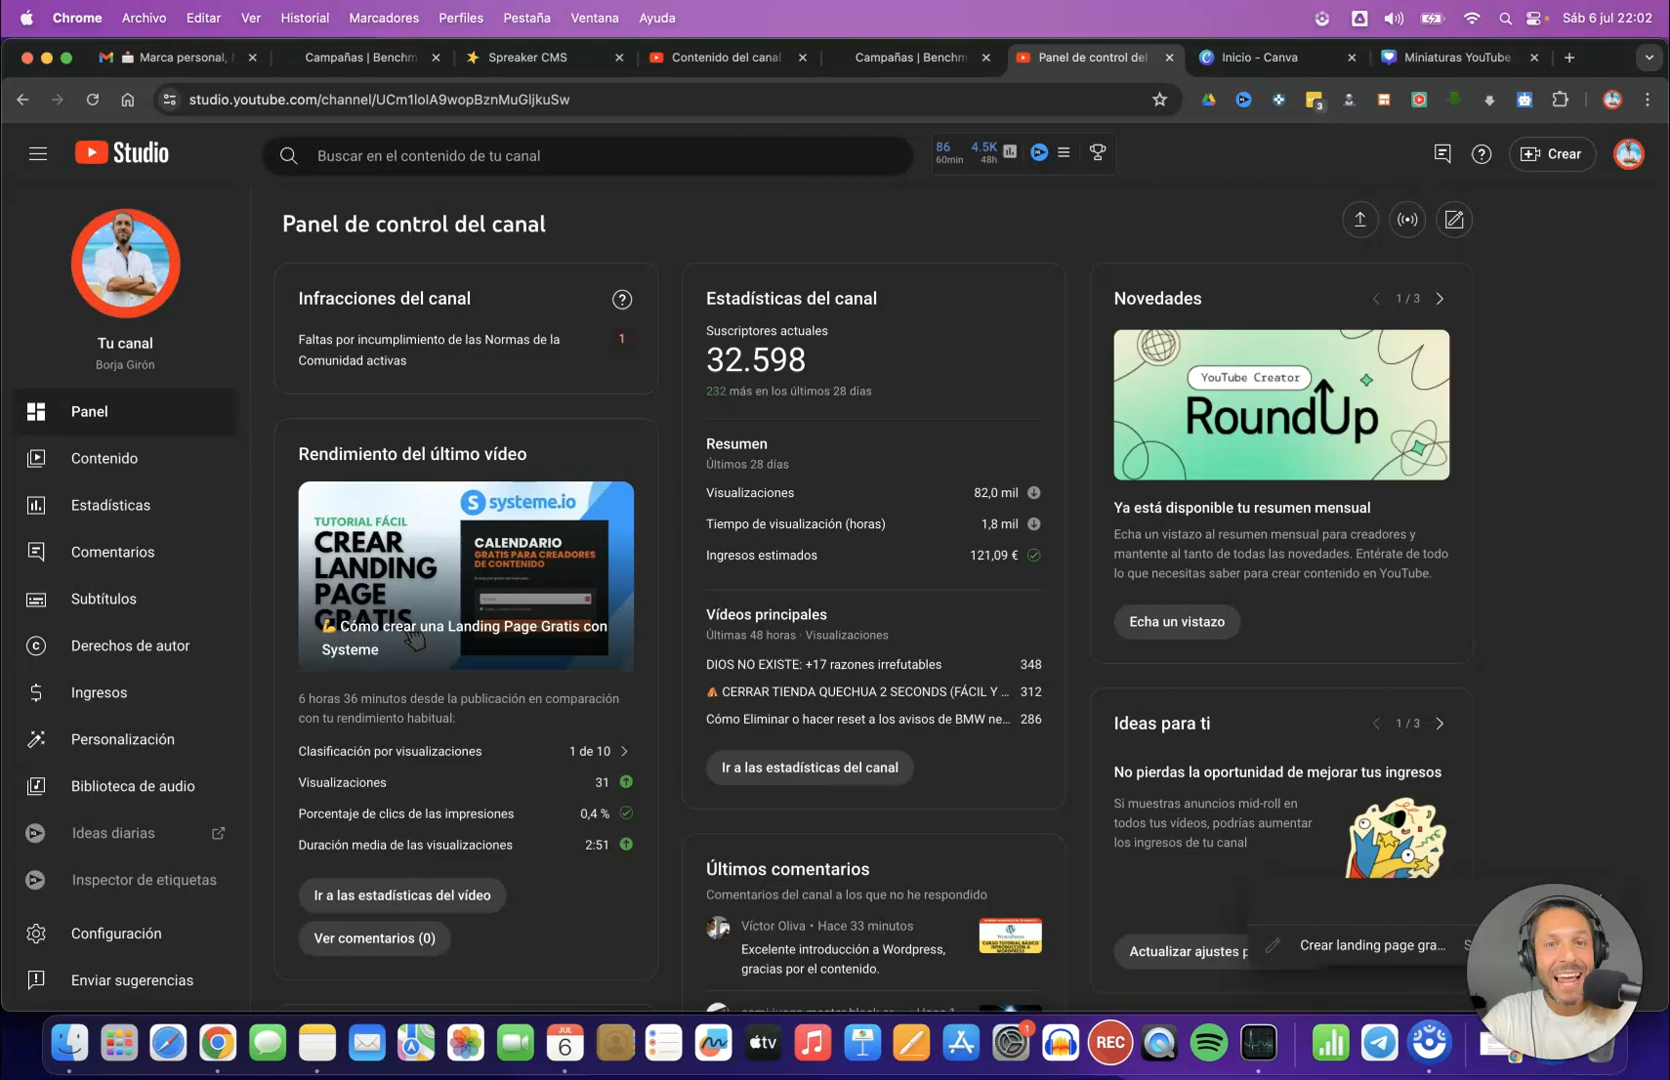 Chrome Archivo Editar Ver Historial Marcadores Perfiles Pestaña Ventana Ayuda
Sáb 6 jul 22:02
Marca personal,
Campañas | Benchm
Spreaker CMS
Contenido del canal
Campañas | Benchm
Panel de control del
Inicio - Canva
Miniaturas YouTube
studio.youtube.com/channel/UCm1loIA9wopBznMuGIjkuSw
3
Studio
Buscar en el contenido de tu canal
86 4.5K
60min 48h
Crear
Panel de control del canal
Tu canal
Borja Girón
Panel
Contenido
Estadísticas
Comentarios
Subtítulos
Derechos de autor
Ingresos
Personalización
Biblioteca de audio
Ideas diarias
Inspector de etiquetas
Configuración
Enviar sugerencias
Infracciones del canal
Faltas por incumplimiento de las Normas de la 1
Comunidad activas
Rendimiento del último vídeo
systeme.io
TUTORIAL FÁCIL
CREAR
LANDING
PAGE
GRATIS
CALENDARIO
GRATIS PARA CREADORES
DE CONTENIDO
💪Cómo crear una Landing Page Gratis con
Systeme
6 horas 36 minutos desde la publicación en comparación
con tu rendimiento habitual:
Clasificación por visualizaciones 1 de 10
Visualizaciones 31
Porcentaje de clics de las impresiones 0,4 %
Duración media de las visualizaciones 2:51
Ir a las estadísticas del vídeo
Ver comentarios (0)
Estadísticas del canal
Suscriptores actuales
32.598
232 más en los últimos 28 días
Resumen
Últimos 28 días
Visualizaciones 82,0 mil
Tiempo de visualización (horas) 1,8 mil
Ingresos estimados 121,09 €
Vídeos principales
Últimas 48 horas · Visualizaciones
DIOS NO EXISTE: +17 razones irrefutables 348
⛺ CERRAR TIENDA QUECHUA 2 SECONDS (FÁCIL Y ... 312
Cómo Eliminar o hacer reset a los avisos de BMW ne... 286
Ir a las estadísticas del canal
Últimos comentarios
Comentarios del canal a los que no he respondido
Víctor Oliva • Hace 33 minutos
Excelente introducción a Wordpress,
gracias por el contenido.
Novedades
1 / 3
YouTube Creator
RoundUp
Ya está disponible tu resumen mensual
Echa un vistazo al resumen mensual para creadores y
mantente al tanto de todas las novedades. Entérate de todo
lo que necesitas saber para crear contenido en YouTube.
Echa un vistazo
Ideas para ti
1 / 3
No pierdas la oportunidad de mejorar tus ingresos
Si muestras anuncios mid-roll en
todos tus vídeos, podrías aumentar
los ingresos de tu canal
Actualizar ajustes p
Crear landing page gra...
JUL
6
tv
1
REC